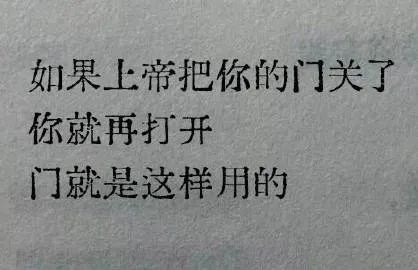 如果上帝把你的门关了
你就再打开
门就是这样用的